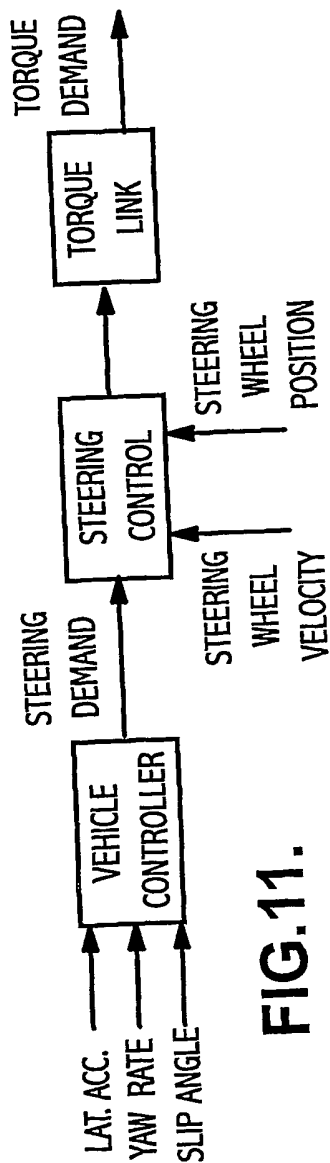 LAT. ACC.
YAW RATE
SLIP ANGLE
VEHICLE
CONTROLLER
STEERING
DEMAND
STEERING
CONTROL
STEERING
WHEEL
VELOCITY
STEERING
WHEEL
POSITION
TORQUE
LINK
TORQUE
DEMAND
FIG.11.